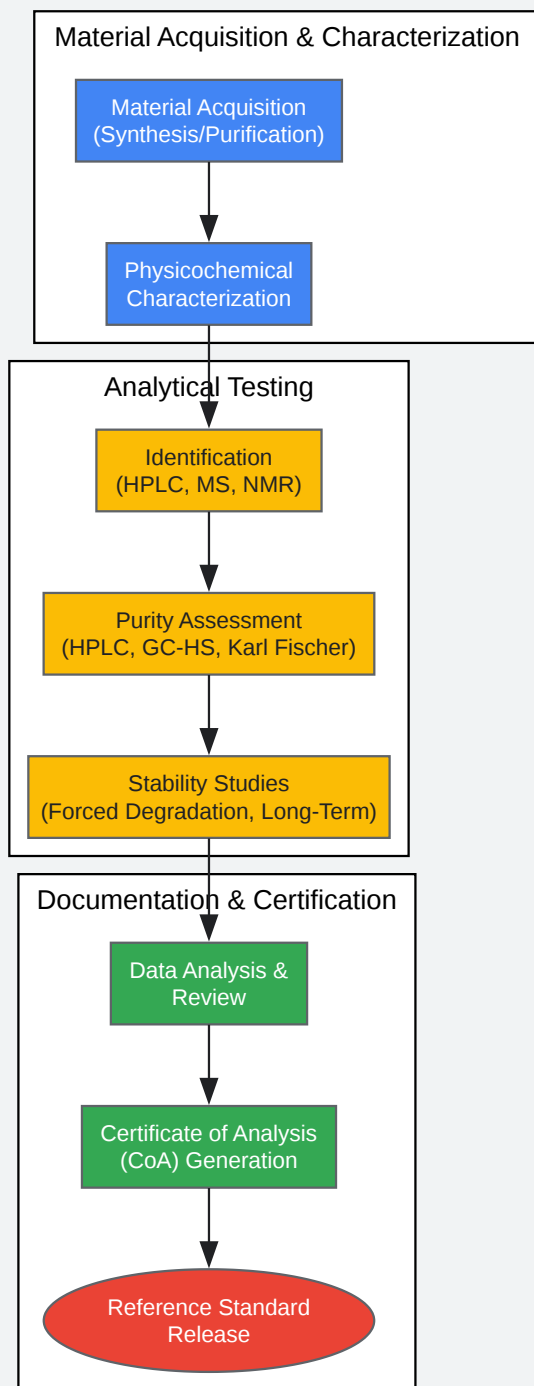 Material Acquisition & Characterization
Material Acquisition
(Synthesis/Purification)
Physicochemical
Characterization
Analytical Testing
Identification
(HPLC, MS, NMR)
Purity Assessment
(HPLC, GC-HS, Karl Fischer)
Stability Studies
(Forced Degradation, Long-Term)
Documentation & Certification
Data Analysis &
Review
Certificate of Analysis
(CoA) Generation
Reference Standard
Release